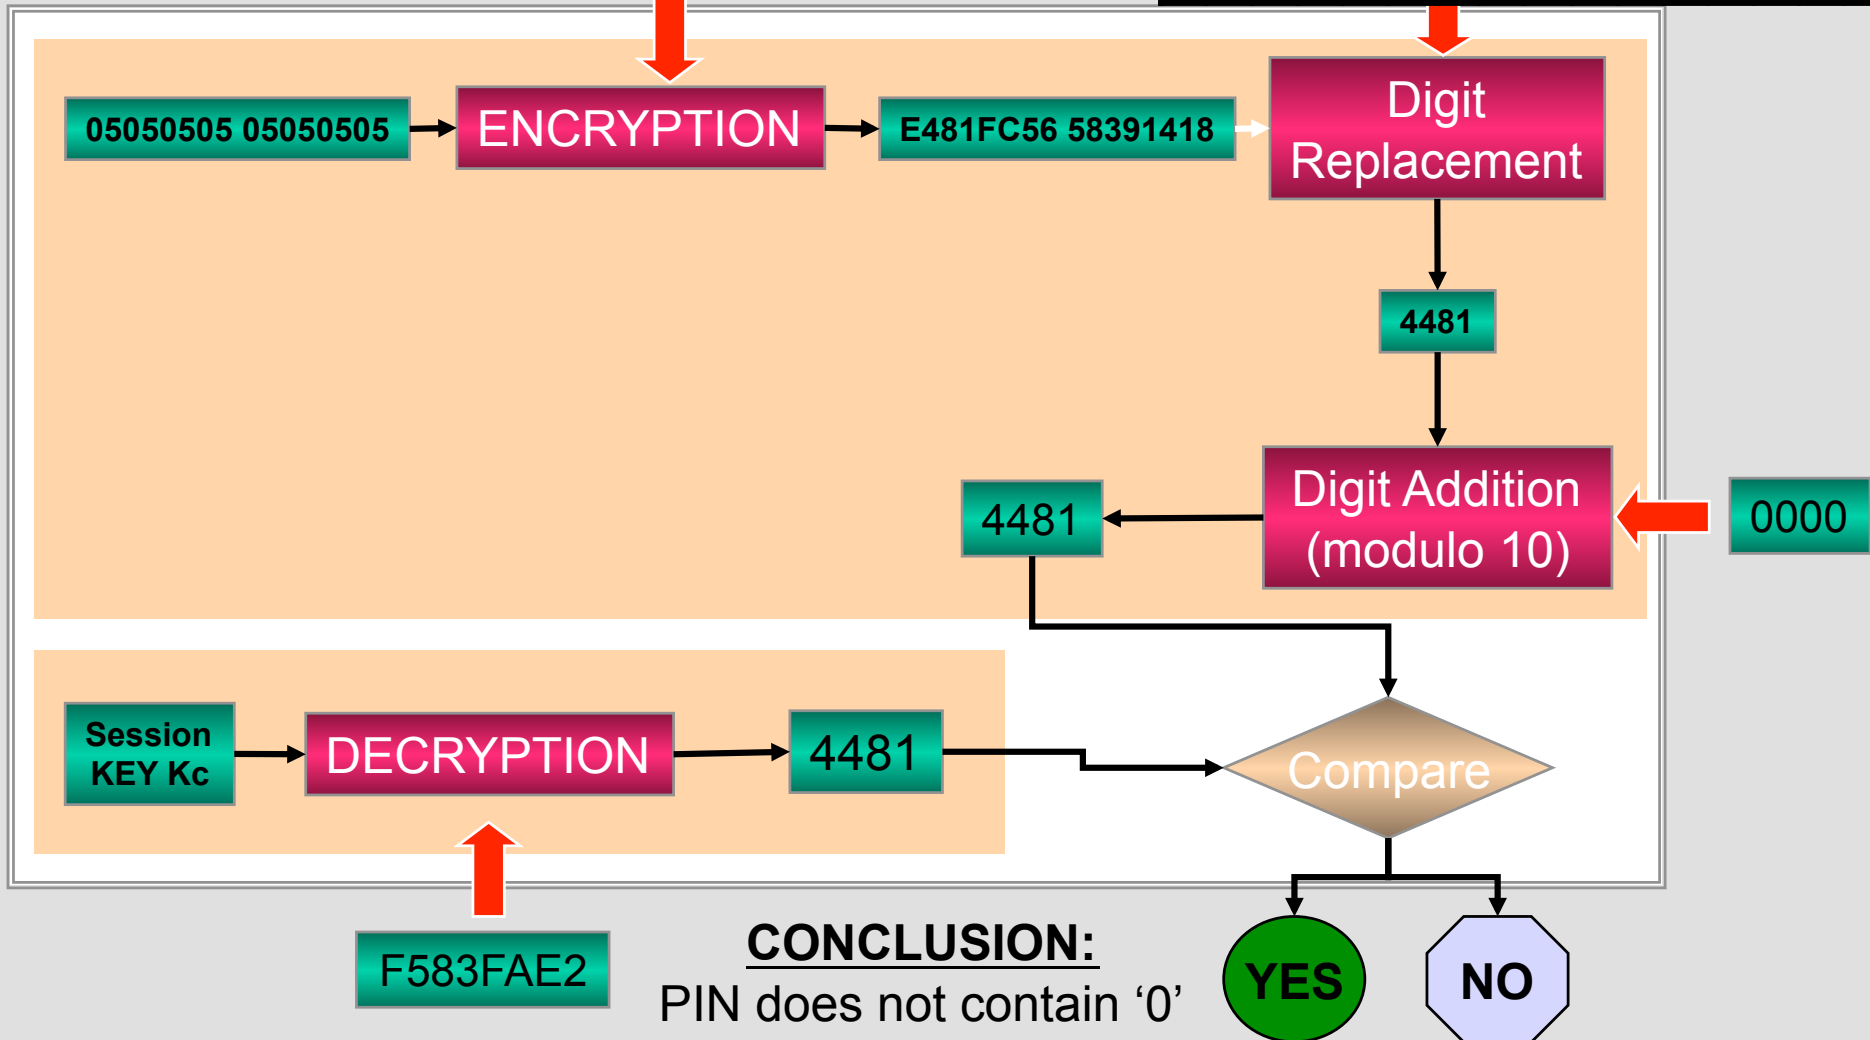 05050505 05050505
ENCRYPTION
E481FC56 58391418
Digit
Replacement
4481
Digit Addition
(modulo 10)
0000
4481
Session
KEY Kc
DECRYPTION
4481
Compare
F583FAE2
CONCLUSION:
PIN does not contain ‘0’
YES
NO